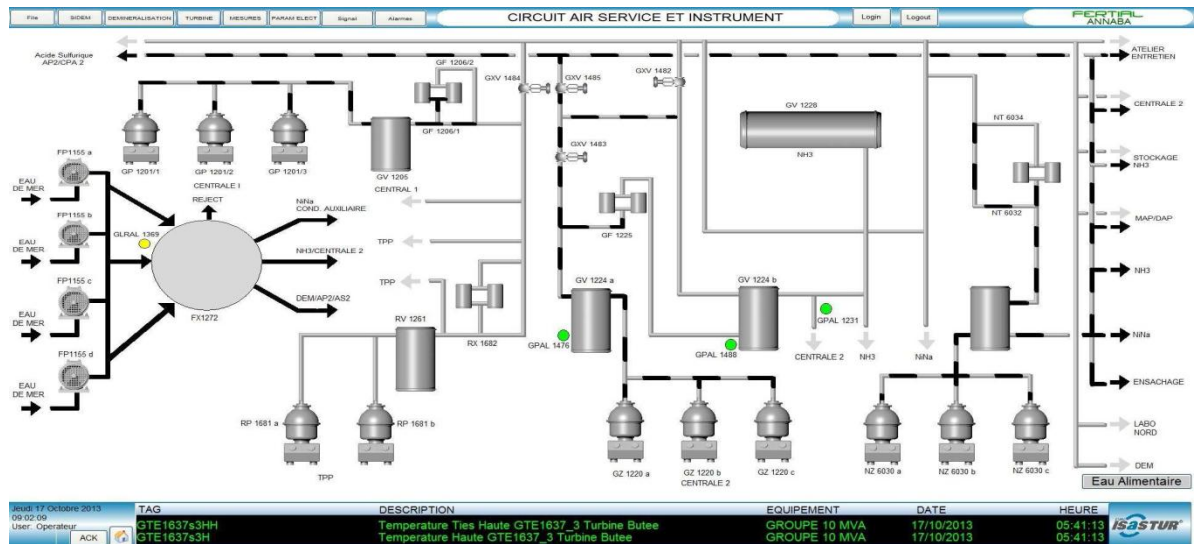 File SIDEM DEMINERALISATION TURBINE MESURES PARAM ELECT Signal Alarmes CIRCUIT AIR SERVICE ET INSTRUMENT Login Logout FERTIAL
ANNABA
Acide Sulfurique
AP2/CPA 2
GF 1206/2
GXV 1484
GXV 1485
GXV 1482
ATELIER
ENTRETIEN
GV 1228
CENTRALE 2
NT 6034
GF 1206/1
GXV 1483
NH3
STOCKAGE
NH3
FP1155 a
GP 1201/1
GP 1201/2
GP 1201/3
GV 1205
EAU
DE MER
CENTRALE I
CENTRAL 1
REJECT
NiNa
COND. AUXILIAIRE
NT 6032
MAP/DAP
FP1155 b
GLRAL 1369
GF 1225
EAU
DE MER
NH3/CENTRALE 2
TPP
NH3
FP1155 c
TPP
GV 1224 a
GV 1224 b
DEM/AP2/AS2
EAU
DE MER
FX1272
RV 1261
GPAL 1231
RX 1682
GPAL 1476
GPAL 1488
NiNa
FP1155 d
CENTRALE 2
NH3
NiNa
EAU
DE MER
ENSACHAGE
RP 1681 a
RP 1681 b
LABO
NORD
TPP
GZ 1220 a
GZ 1220 b
GZ 1220 c
CENTRALE 2
NZ 6030 a
NZ 6030 b
NZ 6030 c
DEM
Eau Alimentaire
Jeudi 17 Octobre 2013
09:02:09
User: Operateur
ACK
TAG DESCRIPTION EQUIPEMENT DATE HEURE
GTE1637s3HH Temperature Ties Haute GTE1637_3 Turbine Butee GROUPE 10 MVA 17/10/2013 05:41:13
GTE1637s3H Temperature Haute GTE1637_3 Turbine Butee GROUPE 10 MVA 17/10/2013 05:41:13
isastur